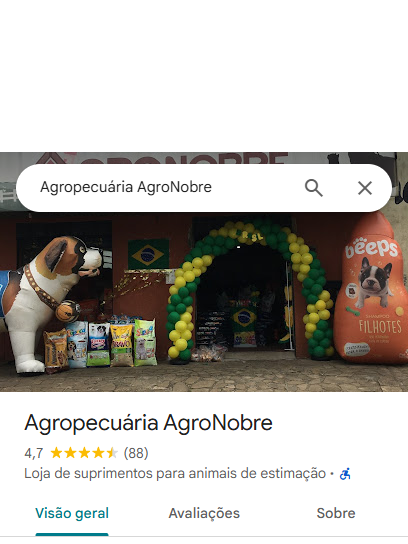 AGRONOBRE
Agropecuária AgroNobre
beeps
FILHOTES
Agropecuária AgroNobre
4,7 (88)
Loja de suprimentos para animais de estimação ·
Visão geral Avaliações Sobre